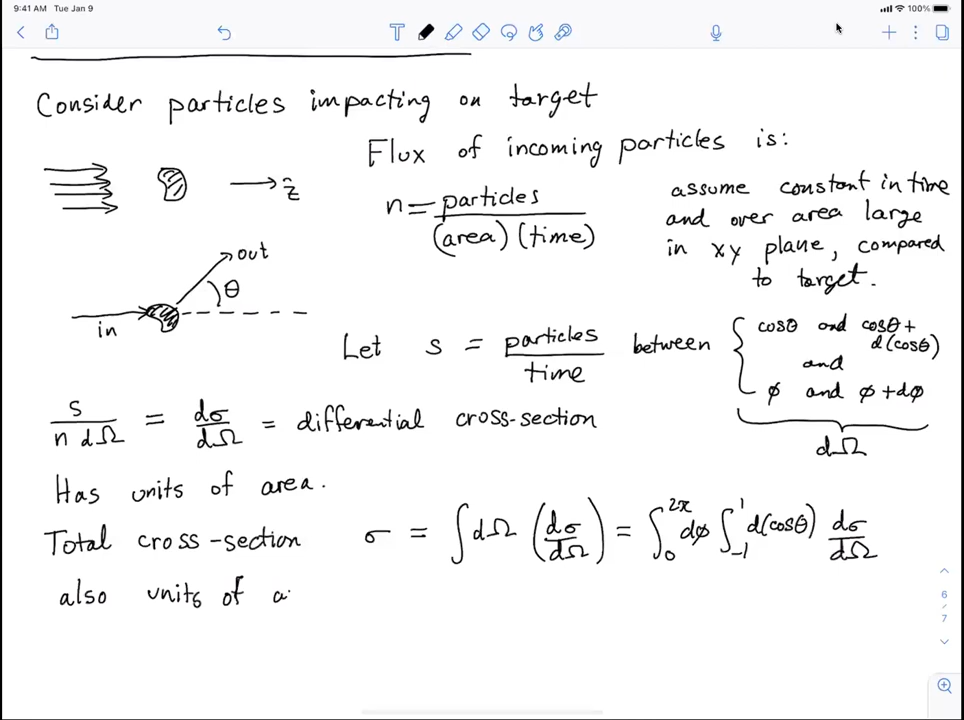 9:41 AM Tue Jan 9
100%
Consider particles impacting on target
Flux of incoming particles is:
ẑ
n = particles / (area) (time)
assume constant in time
and over area large
in xy plane, compared
to target.
out
θ
in
Let s = particles / time between { cosθ and cosθ + d(cosθ)
and
φ and φ + dφ
dΩ
s / n dΩ = dσ / dΩ = differential cross-section
Has units of area.
Total cross-section σ = ∫ dΩ (dσ/dΩ) = ∫₀^2π dφ ∫₋₁^1 d(cosθ) dσ/dΩ
also units of a
6
/
7